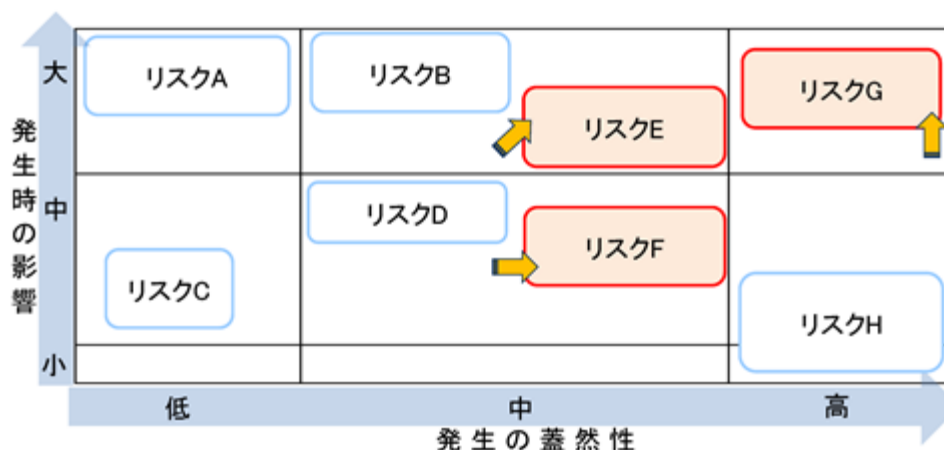 大
リスクA
リスクB
リスクG
リスクE
発生時の影響
中
リスクD
リスクF
リスクC
リスクH
小
低
中
高
発生の蓋然性